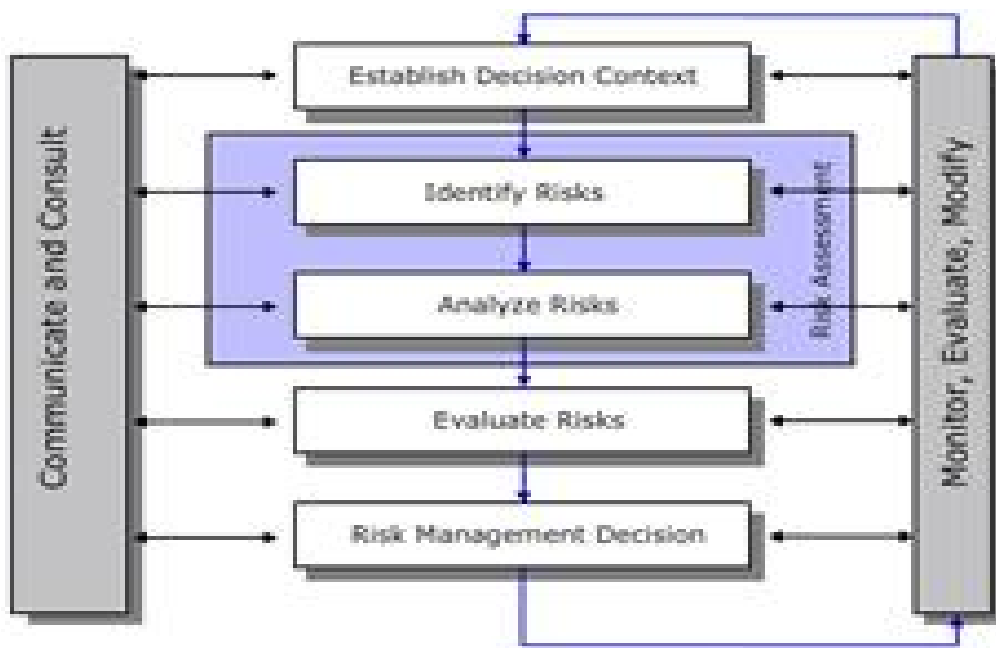 Establish Decision Context
Communicate and Consult
Identify Risks
Risk Assessment
Monitor, Evaluate, Modify
Analyze Risks
Evaluate Risks
Risk Management Decision